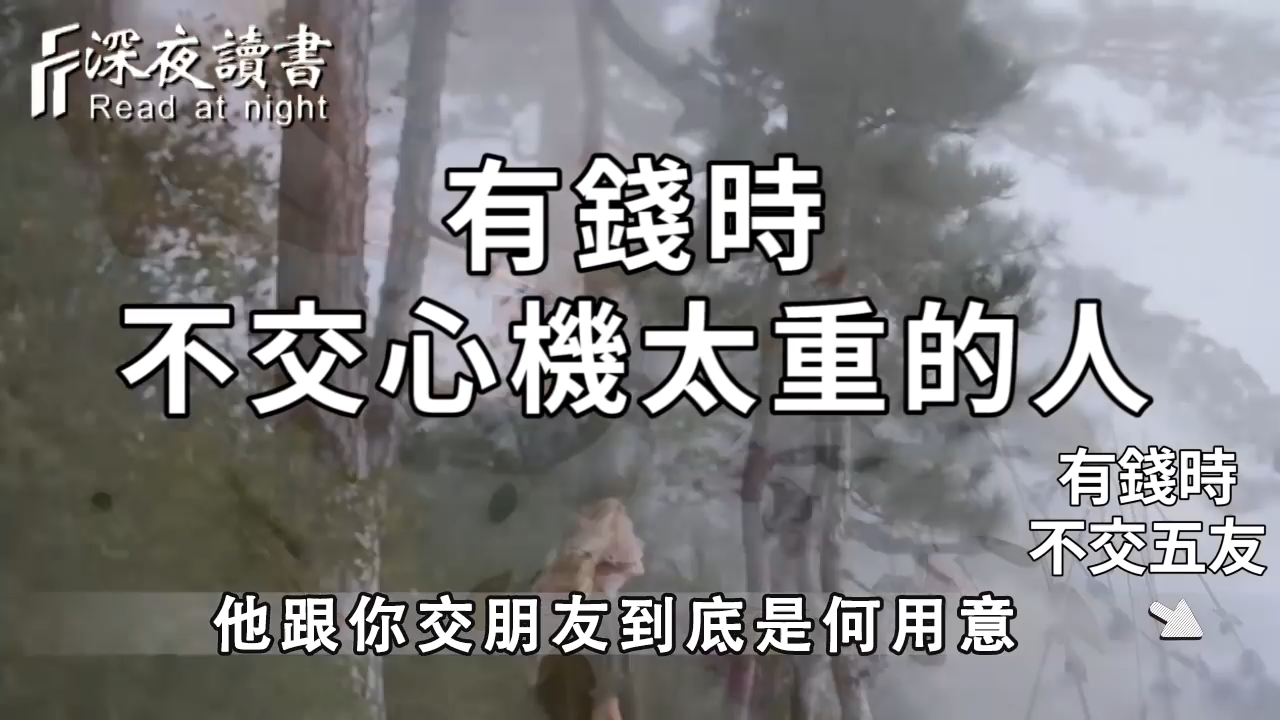 深夜讀書
Read at night
有錢時
不交心機太重的人
有錢時
不交五友
他跟你交朋友到底是何用意